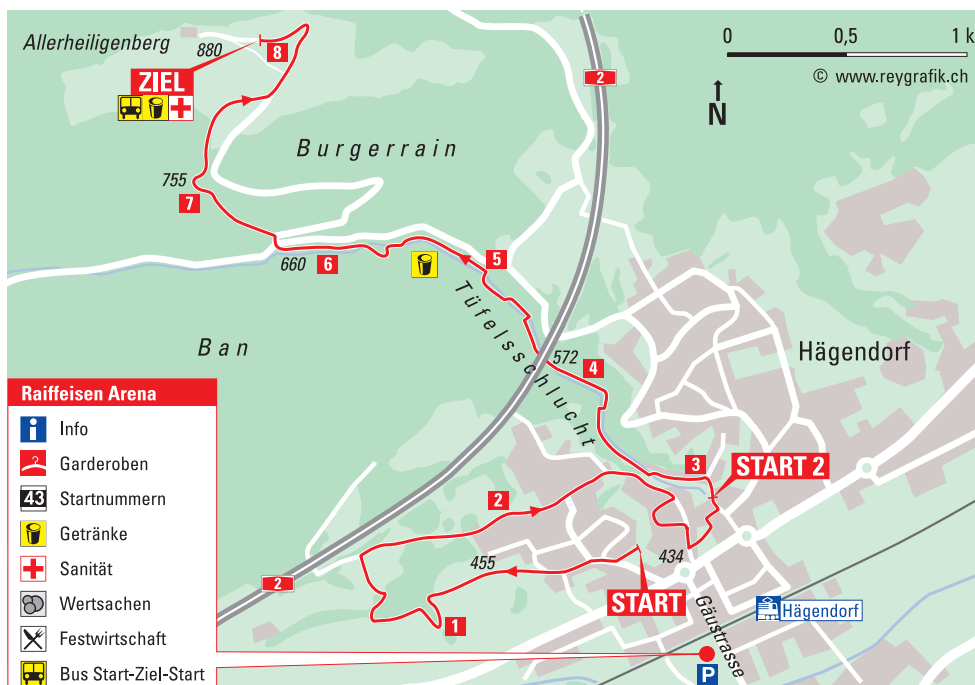 Allerheiligenberg
880
8
ZIEL
2
0
0,5
1 k
© www.reygrafik.ch
N
Burgerrain
755
7
660
6
5
Tüfelsschlucht
Ban
572
4
Hägendorf
3
START 2
2
455
434
2
START
1
Gäustrasse
Hägendorf
P
Raiffeisen Arena
i Info
Garderoben
43 Startnummern
Getränke
Sanität
Wertsachen
Festwirtschaft
Bus Start-Ziel-Start